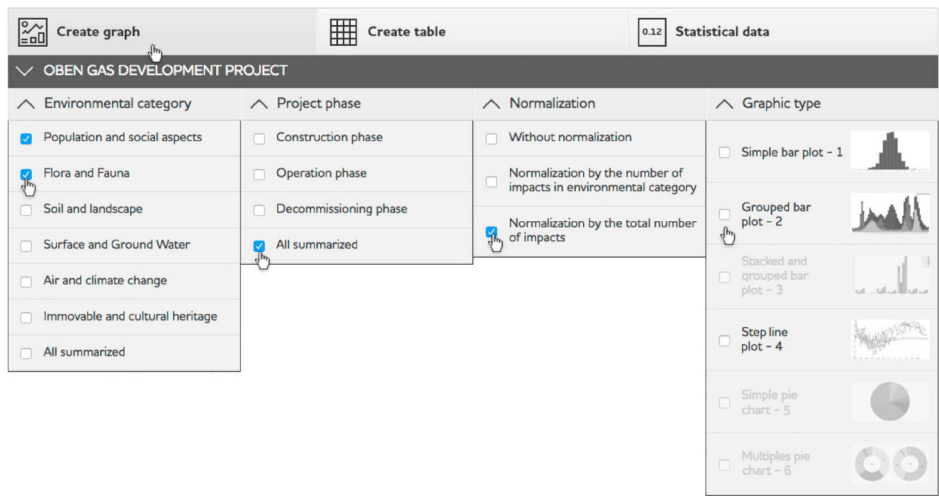 Create graph
Create table
0.12
Statistical data
OBEN GAS DEVELOPMENT PROJECT
Environmental category
Population and social aspects
Flora and Fauna
Soil and landscape
Surface and Ground Water
Air and climate change
Immovable and cultural heritage
All summarized
Project phase
Construction phase
Operation phase
Decommissioning phase
All summarized
Normalization
Without normalization
Normalization by the number of
impacts in environmental category
Normalization by the total number
of impacts
Graphic type
Simple bar plot - 1
Grouped bar
plot - 2
Stacked and
grouped bar
plot - 3
Step line
plot - 4
Simple pie
chart - 5
Multiples pie
chart - 6